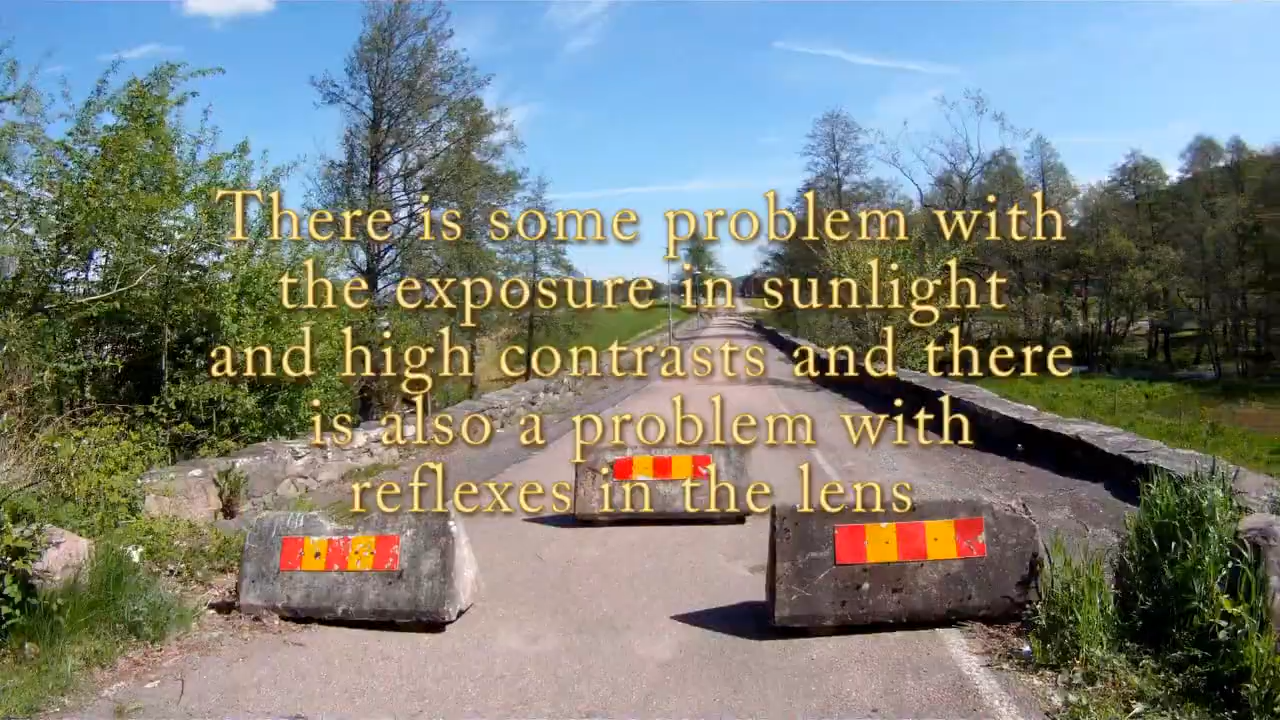 There is some problem with
the exposure in sunlight
and high contrasts and there
is also a problem with
reflexes in the lens